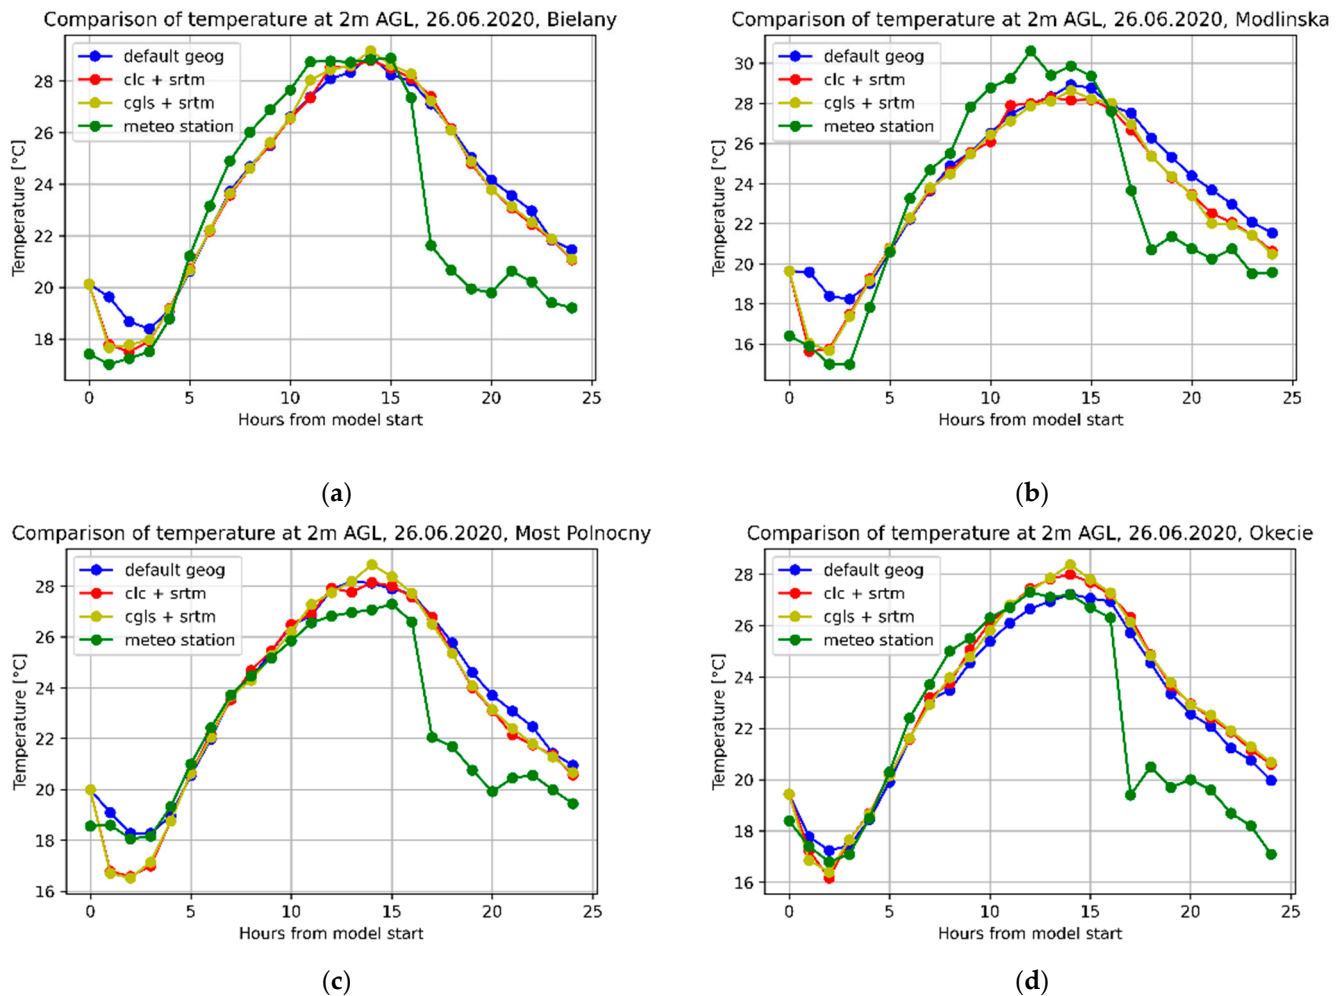 Comparison of temperature at 2m AGL, 26.06.2020, Bielany
default geog
clc + srtm
cgls + srtm
meteo station
Temperature [°C]
28
26
24
22
20
18
0 5 10 15 20 25
Hours from model start
(a)
Comparison of temperature at 2m AGL, 26.06.2020, Modlinska
default geog
clc + srtm
cgls + srtm
meteo station
Temperature [°C]
30
28
26
24
22
20
18
16
0 5 10 15 20 25
Hours from model start
(b)
Comparison of temperature at 2m AGL, 26.06.2020, Most Polnocny
default geog
clc + srtm
cgls + srtm
meteo station
Temperature [°C]
28
26
24
22
20
18
16
0 5 10 15 20 25
Hours from model start
(c)
Comparison of temperature at 2m AGL, 26.06.2020, Okecie
default geog
clc + srtm
cgls + srtm
meteo station
Temperature [°C]
28
26
24
22
20
18
16
0 5 10 15 20 25
Hours from model start
(d)